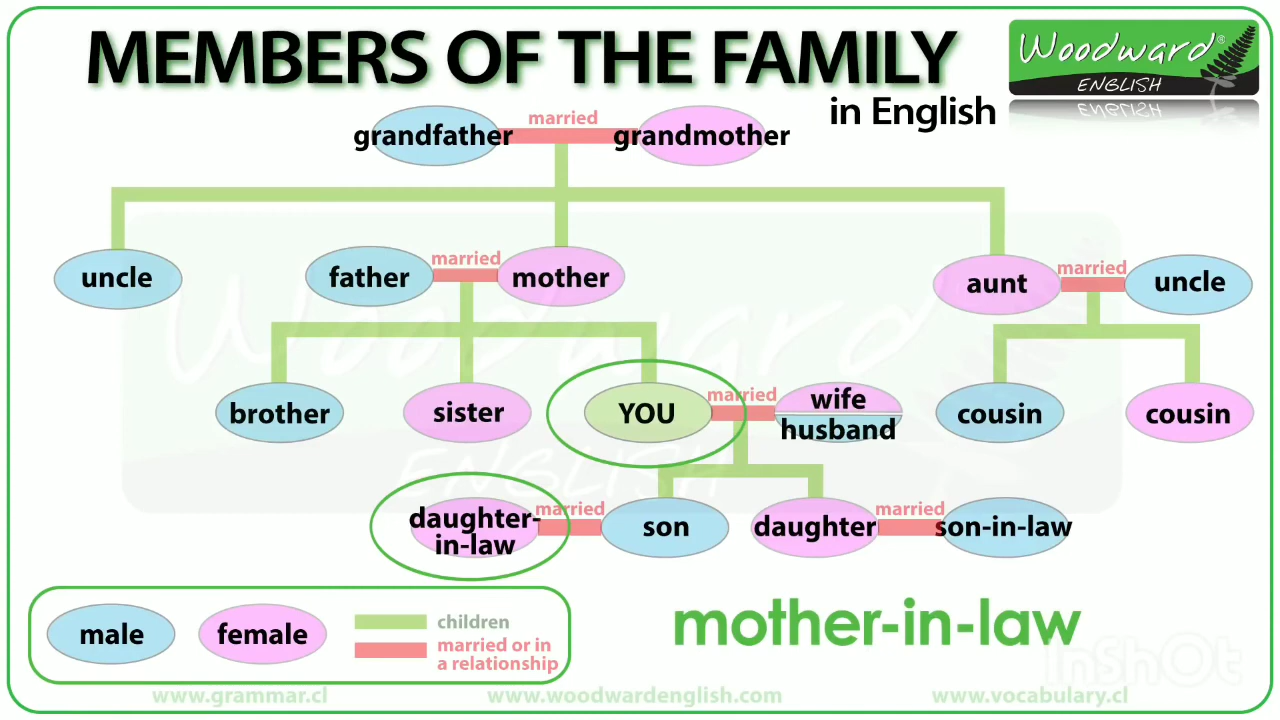 MEMBERS OF THE FAMILY
in English
Woodward®
ENGLISH
grandfather
married
grandmother
uncle
father
married
mother
aunt
married
uncle
brother
sister
YOU
married
wife
husband
cousin
cousin
daughter-
in-law
married
son
daughter
married
son-in-law
male
female
children
married or in
a relationship
mother-in-law
InShOt
www.grammar.cl
www.woodwardenglish.com
www.vocabulary.cl
Woodward
ENGLISH